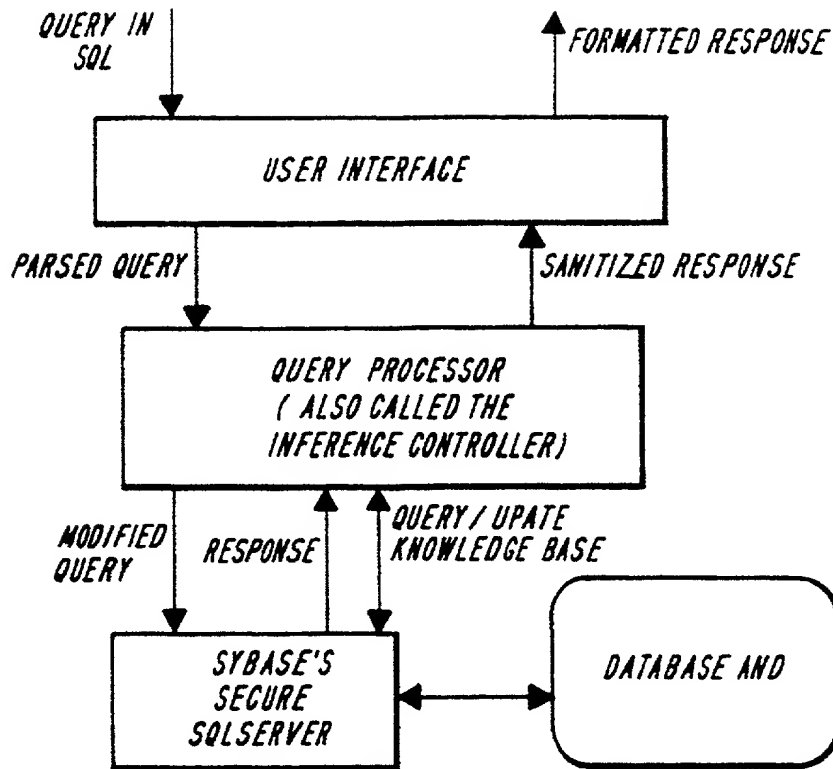 QUERY IN
SQL
FORMATTED RESPONSE
USER INTERFACE
PARSED QUERY
SANITIZED RESPONSE
QUERY PROCESSOR
( ALSO CALLED THE
INFERENCE CONTROLLER)
MODIFIED
QUERY
RESPONSE
QUERY / UPATE
KNOWLEDGE BASE
SYBASE'S
SECURE
SQLSERVER
DATABASE AND